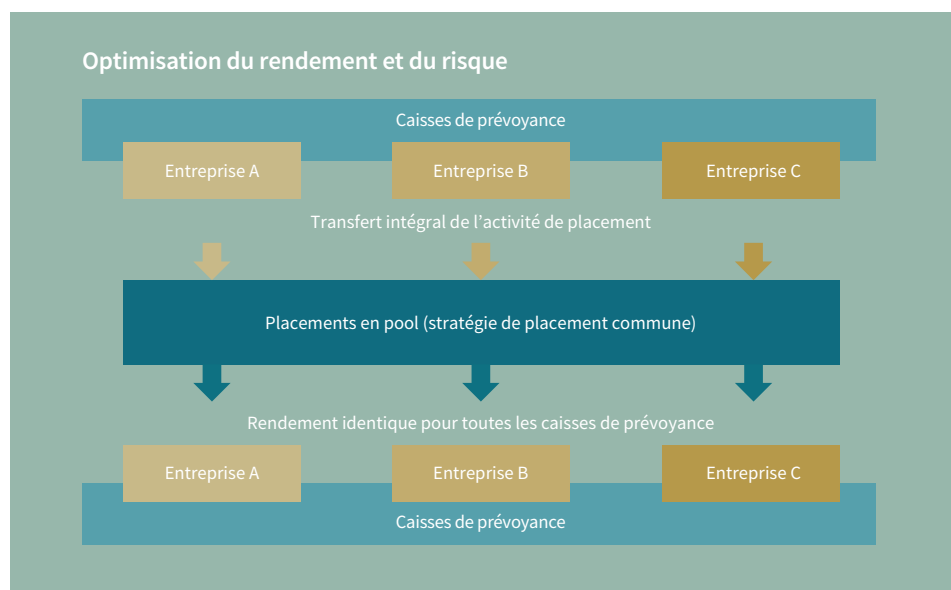 Optimisation du rendement et du risque
Caisses de prévoyance
Entreprise A
Entreprise B
Entreprise C
Transfert intégral de l’activité de placement
Placements en pool (stratégie de placement commune)
Rendement identique pour toutes les caisses de prévoyance
Entreprise A
Entreprise B
Entreprise C
Caisses de prévoyance